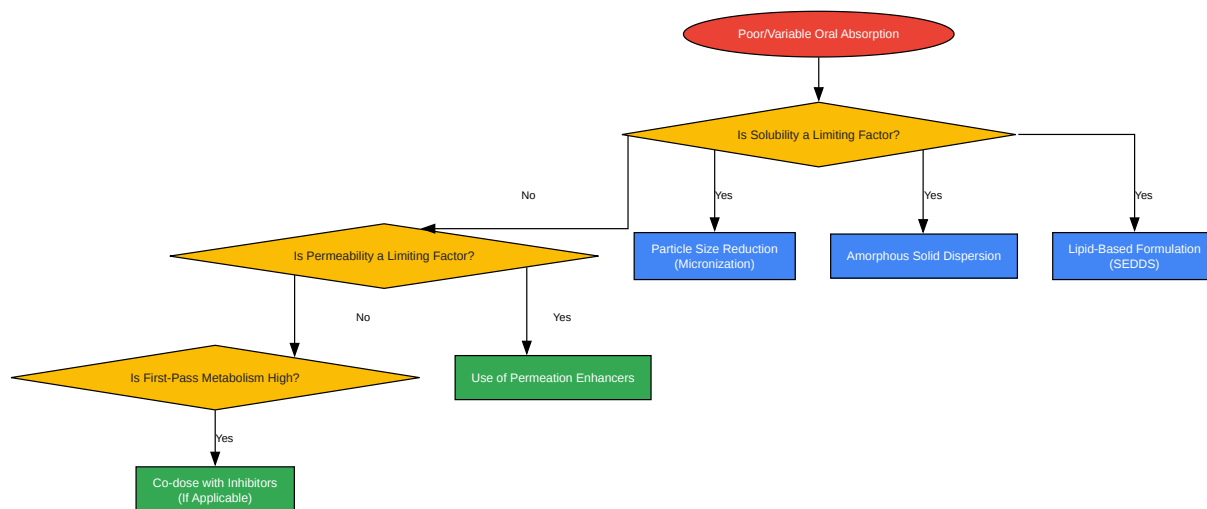 Poor/Variable Oral Absorption
Is Solubility a Limiting Factor?
No
Yes
Yes
Yes
Is Permeability a Limiting Factor?
Particle Size Reduction
(Micronization)
Amorphous Solid Dispersion
Lipid-Based Formulation
(SEDDS)
No
Yes
Is First-Pass Metabolism High?
Use of Permeation Enhancers
Yes
Co-dose with Inhibitors
(If Applicable)